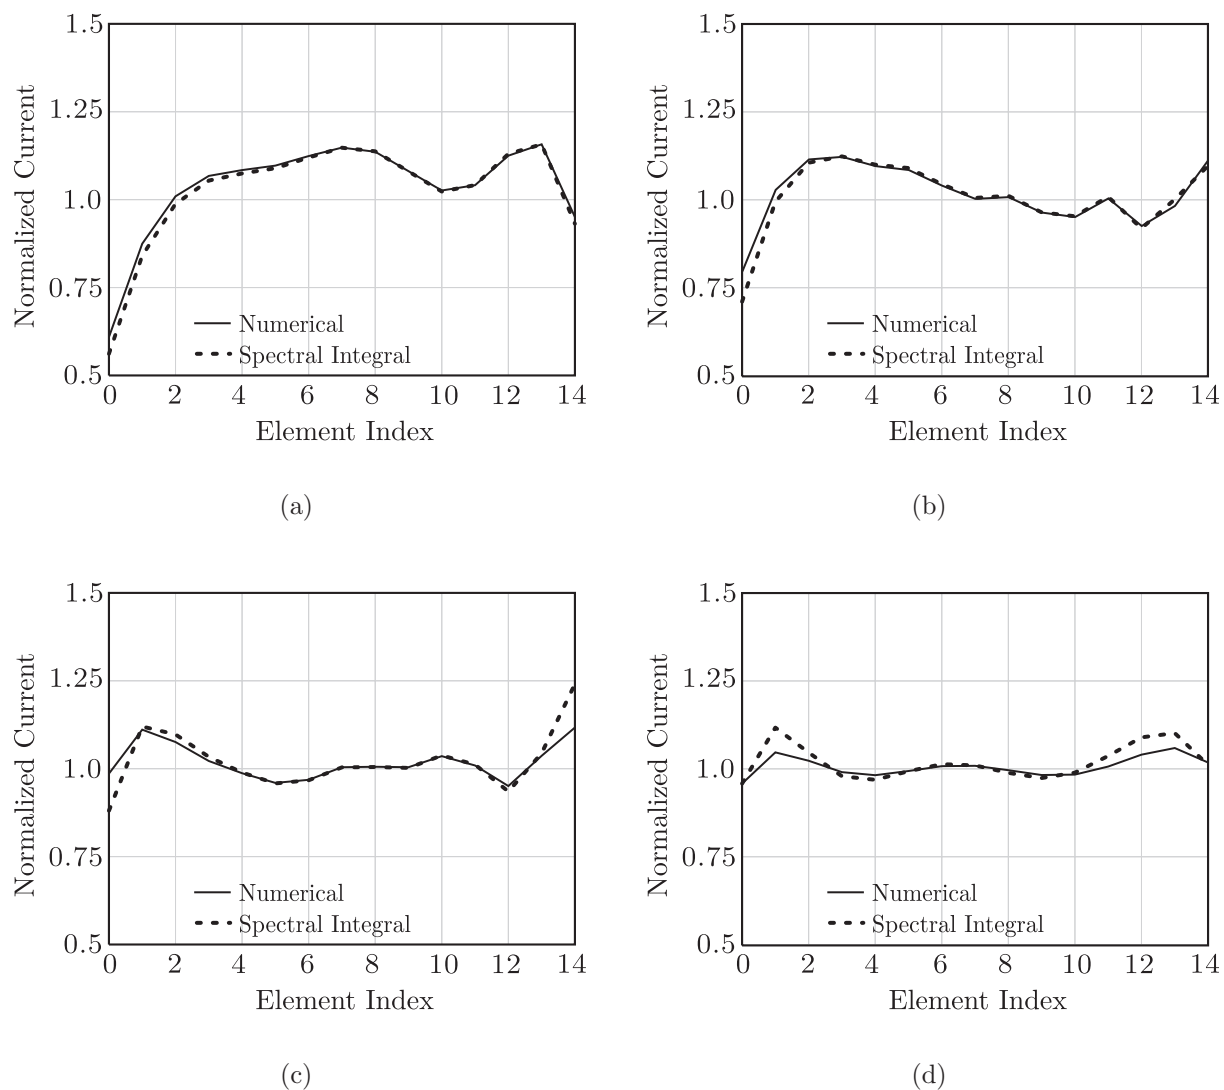 1.5
1.25
1.0
0.75
0.5
Normalized Current
Numerical
Spectral Integral
0 2 4 6 8 10 12 14
Element Index
(a)
1.5
1.25
1.0
0.75
0.5
Normalized Current
Numerical
Spectral Integral
0 2 4 6 8 10 12 14
Element Index
(b)
1.5
1.25
1.0
0.75
0.5
Normalized Current
Numerical
Spectral Integral
0 2 4 6 8 10 12 14
Element Index
(c)
1.5
1.25
1.0
0.75
0.5
Normalized Current
Numerical
Spectral Integral
0 2 4 6 8 10 12 14
Element Index
(d)